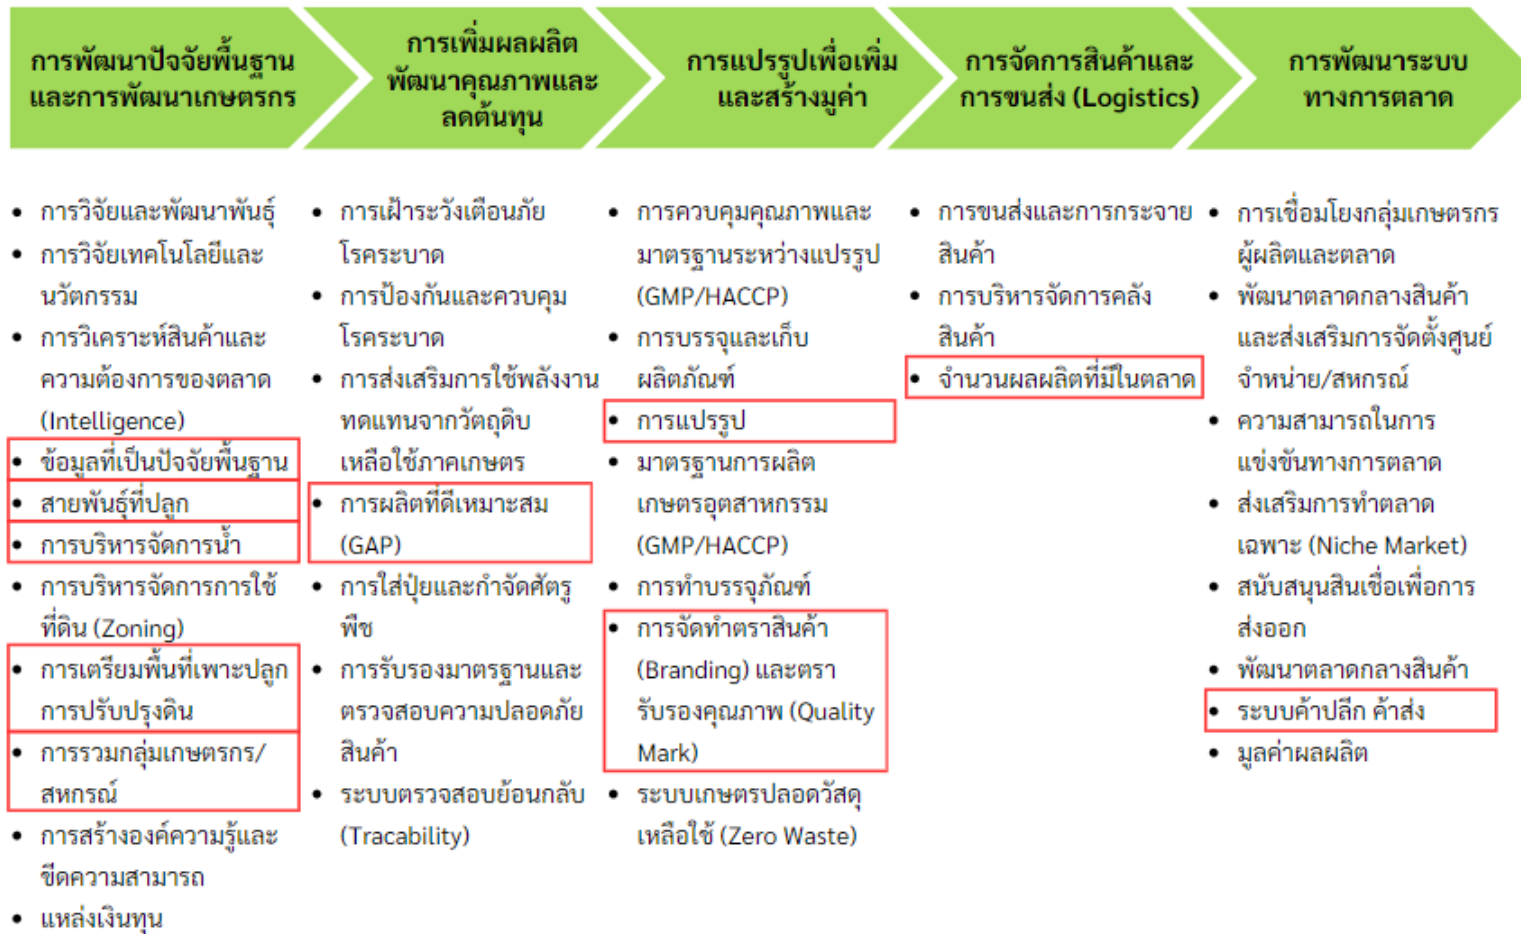 การพัฒนาปัจจัยพื้นฐาน
และการพัฒนาเกษตรกร
การเพิ่มผลผลิต
พัฒนาคุณภาพและ
ลดต้นทุน
การแปรรูปเพื่อเพิ่ม
และสร้างมูค่า
การจัดการสินค้าและ
การขนส่ง (Logistics)
การพัฒนาระบบ
ทางการตลาด
• การวิจัยและพัฒนาพันธุ์
• การวิจัยเทคโนโลยีและ
นวัตกรรม
• การวิเคราะห์สินค้าและ
ความต้องการของตลาด
(Intelligence)
• ข้อมูลที่เป็นปัจจัยพื้นฐาน
• สายพันธุ์ที่ปลูก
• การบริหารจัดการน้ำ
• การบริหารจัดการการใช้
ที่ดิน (Zoning)
• การเตรียมพื้นที่เพาะปลูก
การปรับปรุงดิน
• การรวมกลุ่มเกษตรกร/
สหกรณ์
• การสร้างองค์ความรู้และ
ขีดความสามารถ
• แหล่งเงินทุน
• การเฝ้าระวังเตือนภัย
โรคระบาด
• การป้องกันและควบคุม
โรคระบาด
• การส่งเสริมการใช้พลังงาน
ทดแทนจากวัตถุดิบ
เหลือใช้ภาคเกษตร
• การผลิตที่ดีเหมาะสม
(GAP)
• การใส่ปุ๋ยและกำจัดศัตรู
พืช
• การรับรองมาตรฐานและ
ตรวจสอบความปลอดภัย
สินค้า
• ระบบตรวจสอบย้อนกลับ
(Tracability)
• การควบคุมคุณภาพและ
มาตรฐานระหว่างแปรรูป
(GMP/HACCP)
• การบรรจุและเก็บ
ผลิตภัณฑ์
• การแปรรูป
• มาตรฐานการผลิต
เกษตรอุตสาหกรรม
(GMP/HACCP)
• การทำบรรจุภัณฑ์
• การจัดทำตราสินค้า
(Branding) และตรา
รับรองคุณภาพ (Quality
Mark)
• ระบบเกษตรปลอดวัสดุ
เหลือใช้ (Zero Waste)
• การขนส่งและการกระจาย
สินค้า
• การบริหารจัดการคลัง
สินค้า
• จำนวนผลผลิตที่มีในตลาด
• การเชื่อมโยงกลุ่มเกษตรกร
ผู้ผลิตและตลาด
• พัฒนาตลาดกลางสินค้า
และส่งเสริมการจัดตั้งศูนย์
จำหน่าย/สหกรณ์
• ความสามารถในการ
แข่งขันทางการตลาด
• ส่งเสริมการทำตลาด
เฉพาะ (Niche Market)
• สนับสนุนสินเชื่อเพื่อการ
ส่งออก
• พัฒนาตลาดกลางสินค้า
• ระบบค้าปลีก ค้าส่ง
• มูลค่าผลผลิต